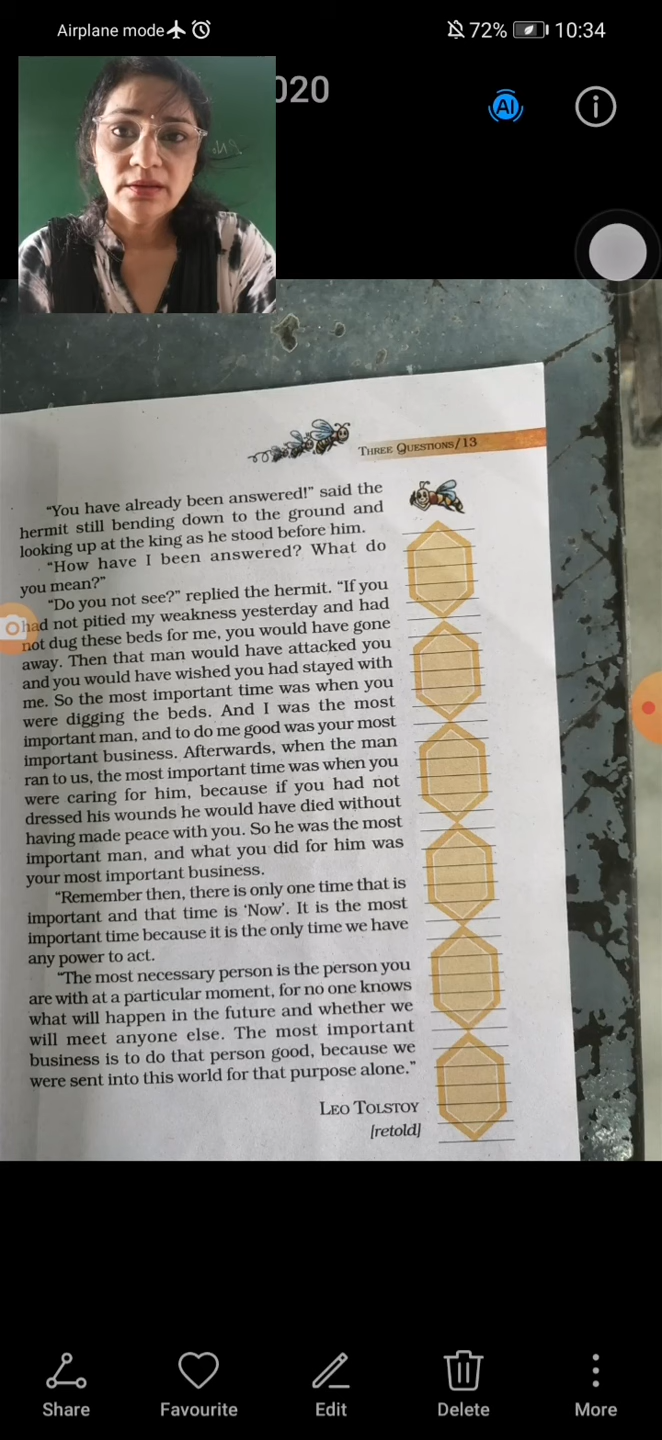 Airplane mode 72% 10:34
020
AI
THREE QUESTIONS/13
“You have already been answered!” said the
hermit still bending down to the ground and
looking up at the king as he stood before him.
“How have I been answered? What do
you mean?”
“Do you not see?” replied the hermit. “If you
had not pitied my weakness yesterday and had
not dug these beds for me, you would have gone
away. Then that man would have attacked you
and you would have wished you had stayed with
me. So the most important time was when you
were digging the beds. And I was the most
important man, and to do me good was your most
important business. Afterwards, when the man
ran to us, the most important time was when you
were caring for him, because if you had not
dressed his wounds he would have died without
having made peace with you. So he was the most
important man, and what you did for him was
your most important business.
“Remember then, there is only one time that is
important and that time is ‘Now’. It is the most
important time because it is the only time we have
any power to act.
“The most necessary person is the person you
are with at a particular moment, for no one knows
what will happen in the future and whether we
will meet anyone else. The most important
business is to do that person good, because we
were sent into this world for that purpose alone.”
LEO TOLSTOY
[retold]
Share Favourite Edit Delete More